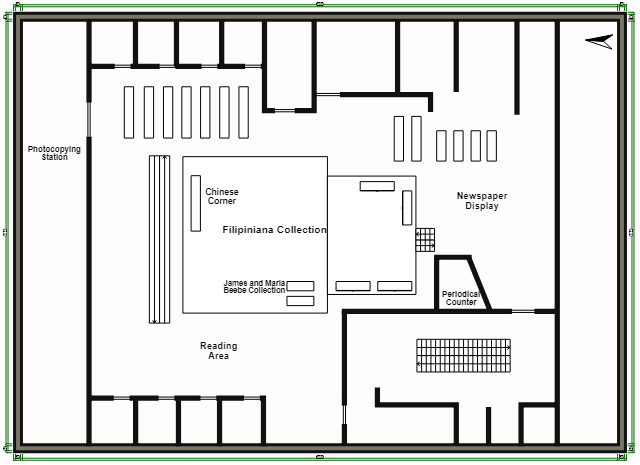 Photocopying
Station
Chinese
Corner
Newspaper
Display
Filipiniana Collection
James and Maria
Beebe Collection
Periodical
Counter
Reading
Area